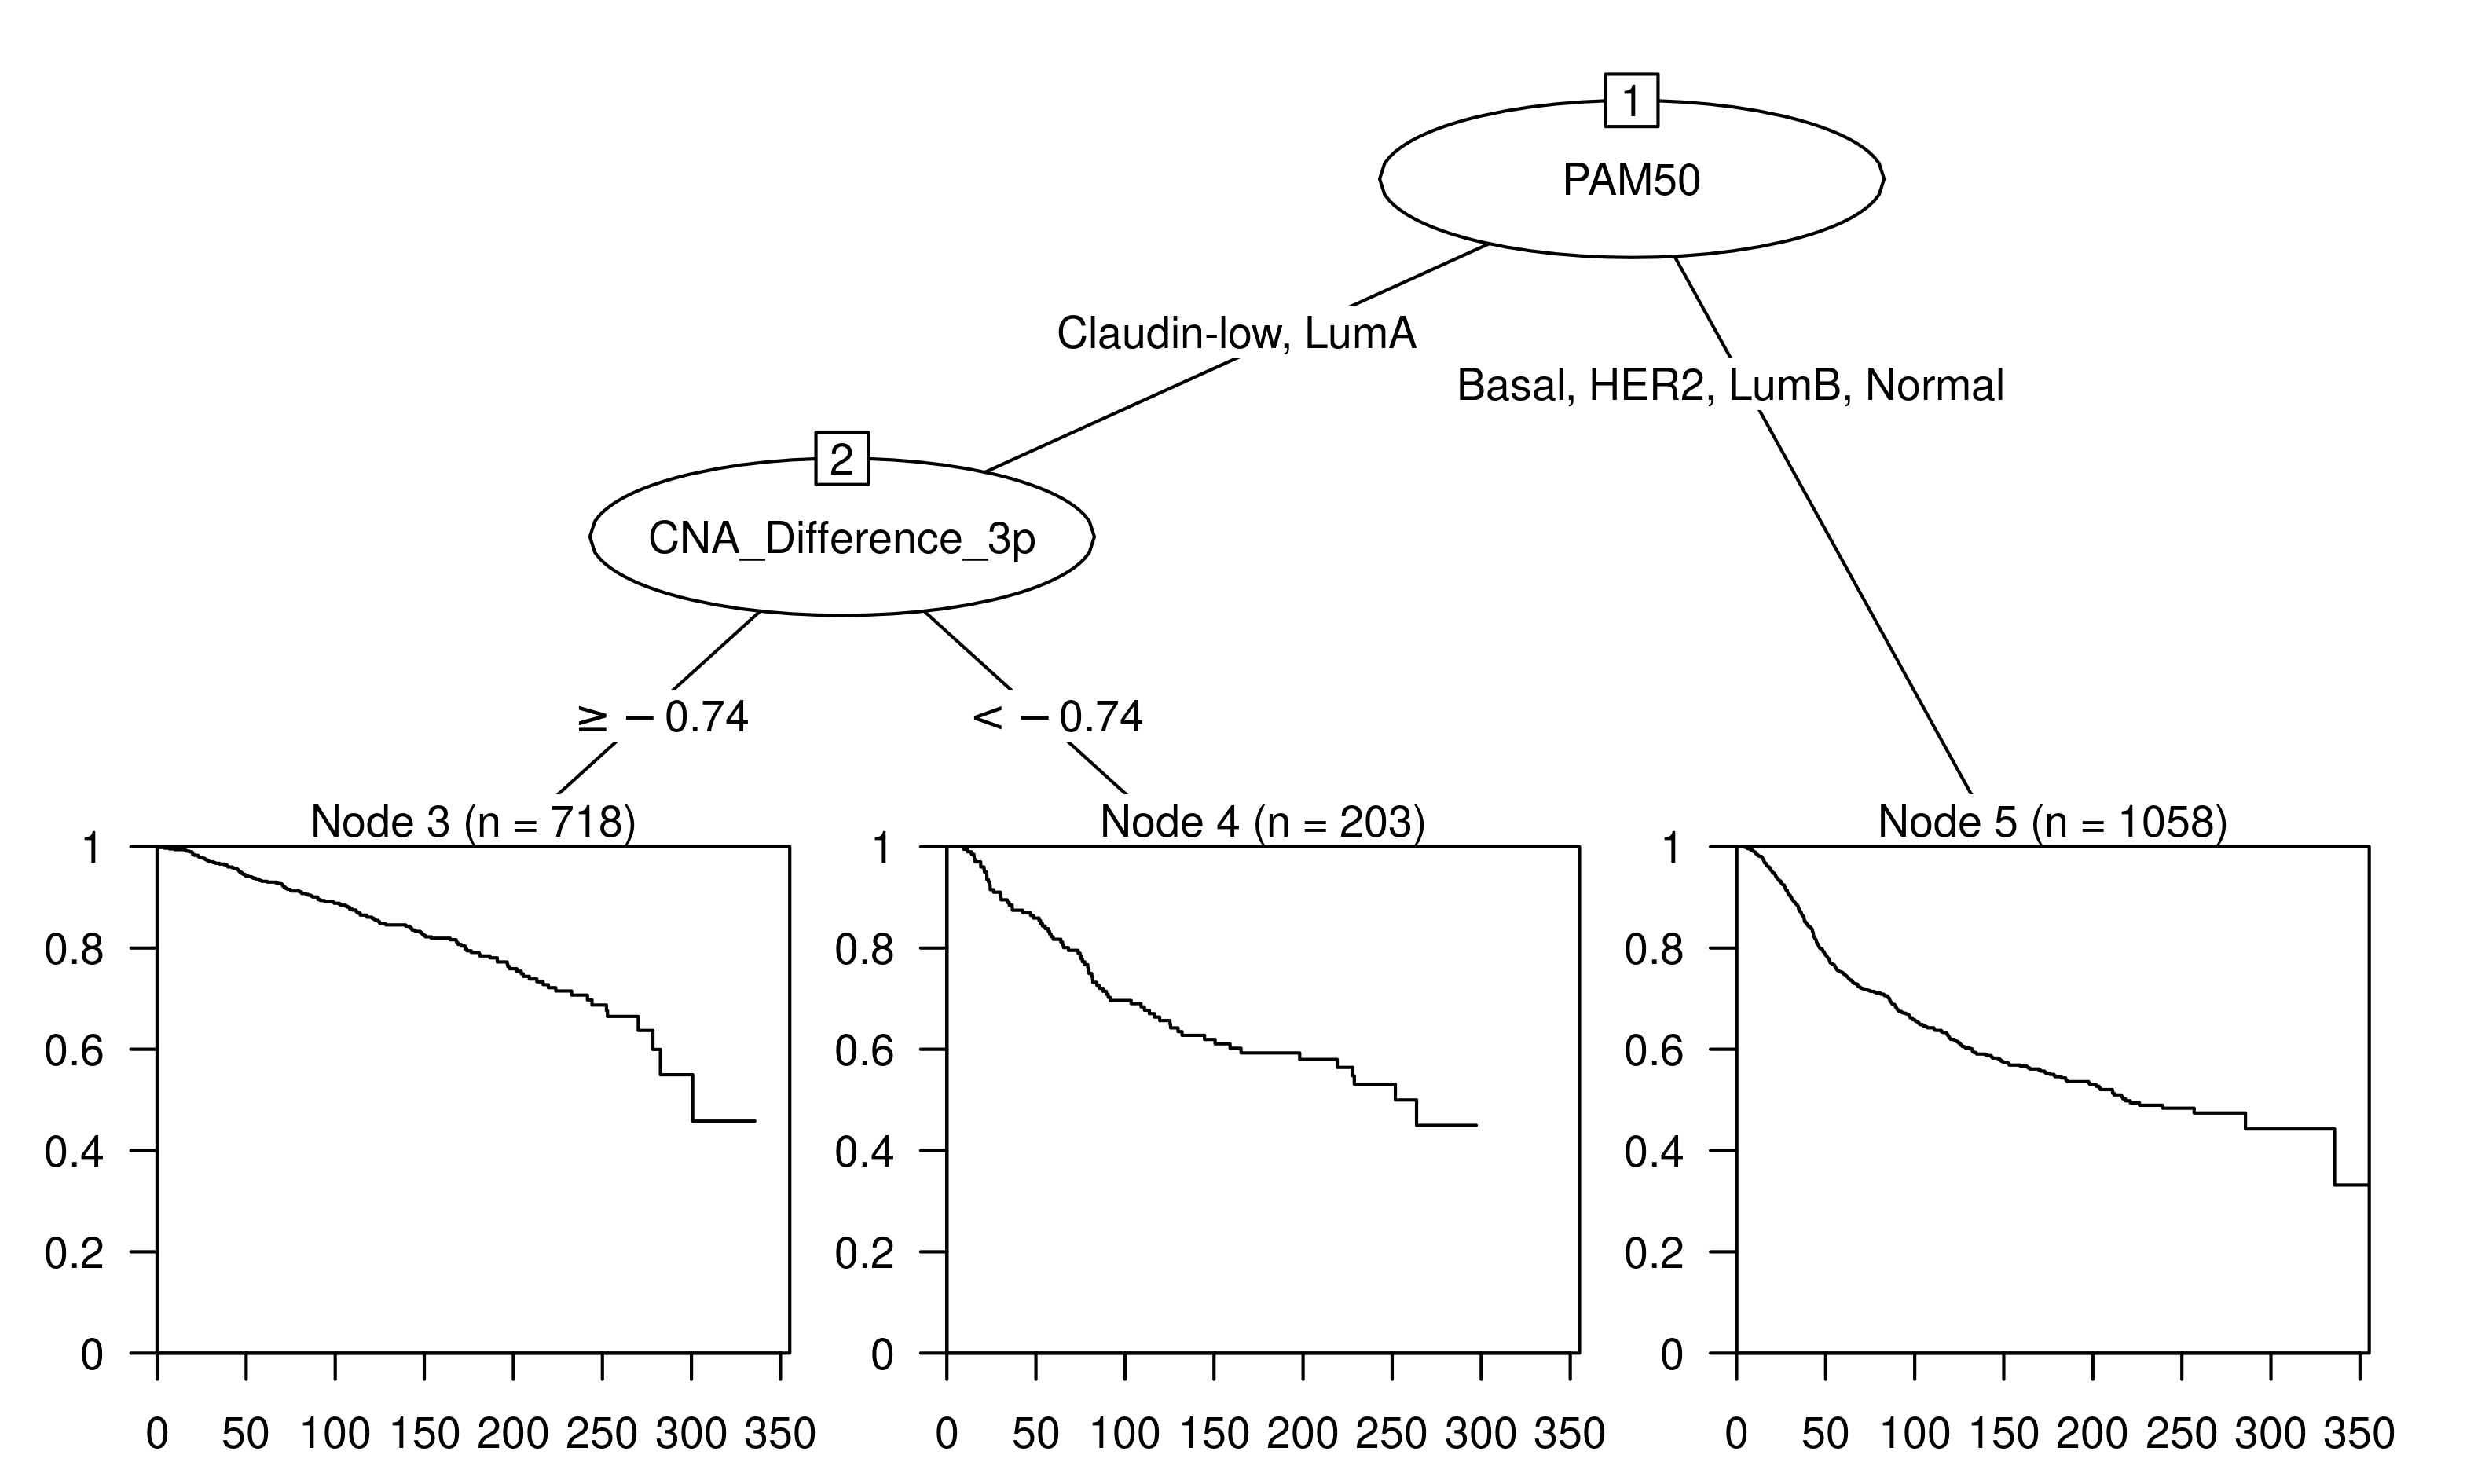 1
PAM50
Claudin-low, LumA
Basal, HER2, LumB, Normal
2
CNA_Difference_3p
≥ −0.74
< −0.74
Node 3 (n = 718)
1
0.8
0.6
0.4
0.2
0
0 50 100 150 200 250 300 350
Node 4 (n = 203)
1
0.8
0.6
0.4
0.2
0
0 50 100 150 200 250 300 350
Node 5 (n = 1058)
1
0.8
0.6
0.4
0.2
0
0 50 100 150 200 250 300 350